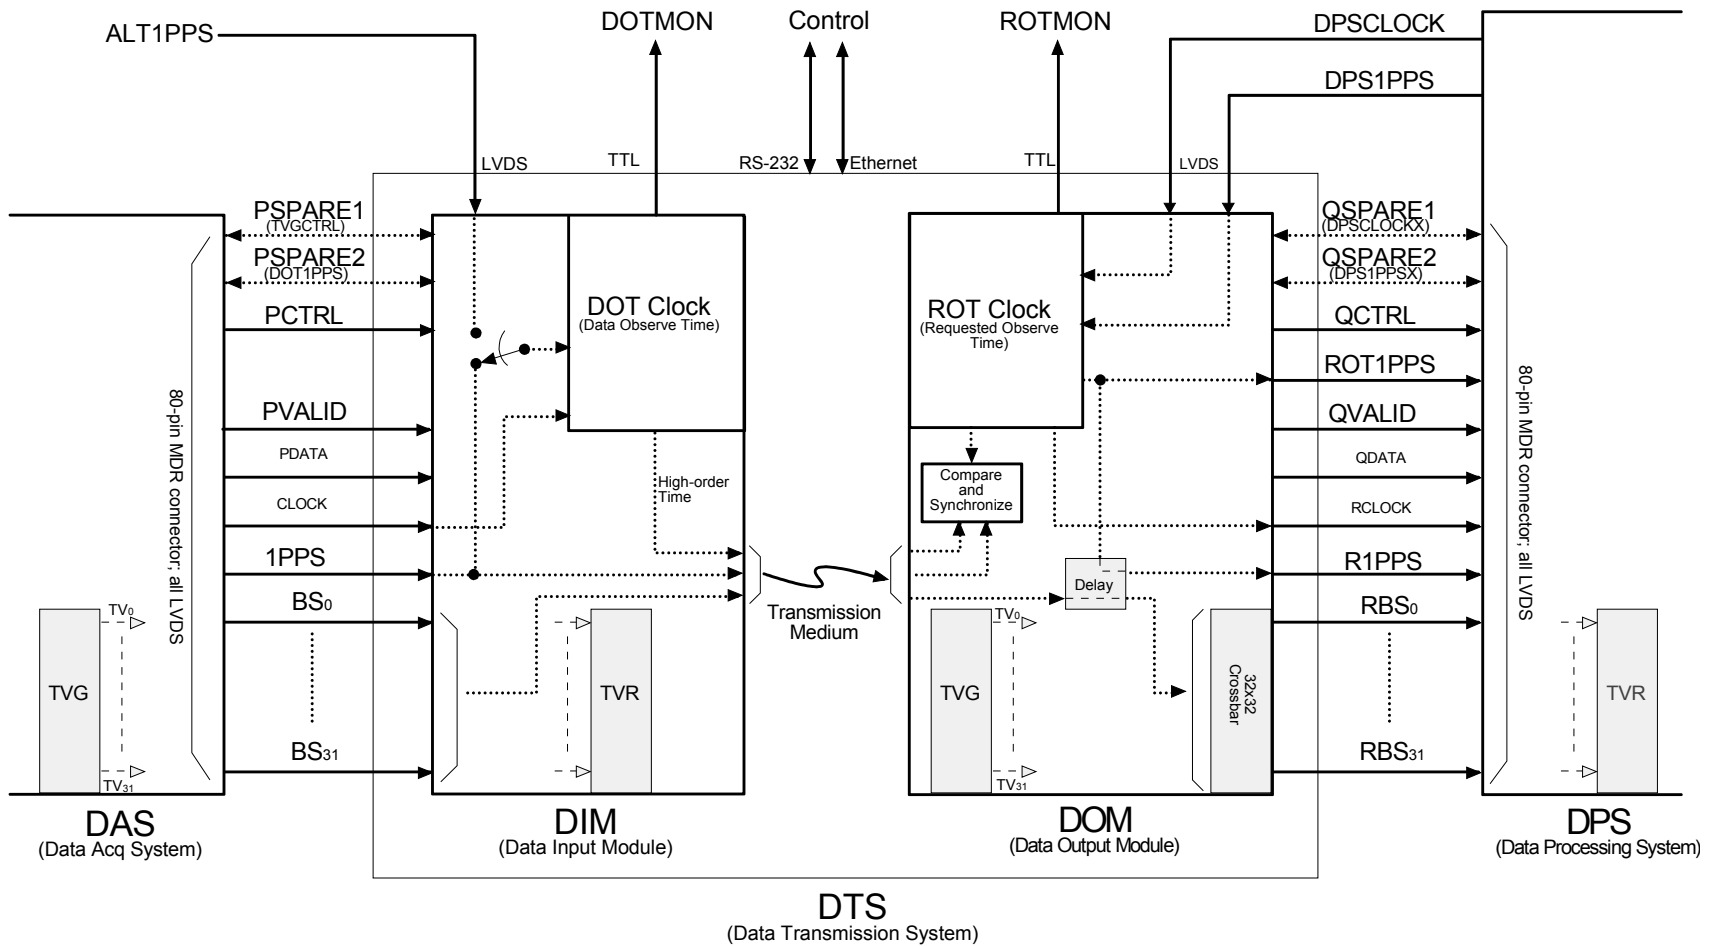 ALT1PPS
DOTMON
Control
ROTMON
DPSCLOCK
DPS1PPS
LVDS
TTL
RS-232
Ethernet
TTL
LVDS
PSPARE1
(TVGCTRL)
PSPARE2
(DOT1PPS)
PCTRL
PVALID
PDATA
CLOCK
1PPS
BS0
BS31
80-pin MDR connector; all LVDS
TVG
TV0
TV31
DAS
(Data Acq System)
DOT Clock
(Data Observe Time)
High-order
Time
TVR
DIM
(Data Input Module)
Transmission
Medium
ROT Clock
(Requested Observe
Time)
Compare
and
Synchronize
Delay
TVG
TV0
TV31
32x32
Crossbar
DOM
(Data Output Module)
QSPARE1
(DPSCLOCKX)
QSPARE2
(DPS1PPSX)
QCTRL
ROT1PPS
QVALID
QDATA
RCLOCK
R1PPS
RBS0
RBS31
80-pin MDR connector; all LVDS
TVR
DPS
(Data Processing System)
DTS
(Data Transmission System)